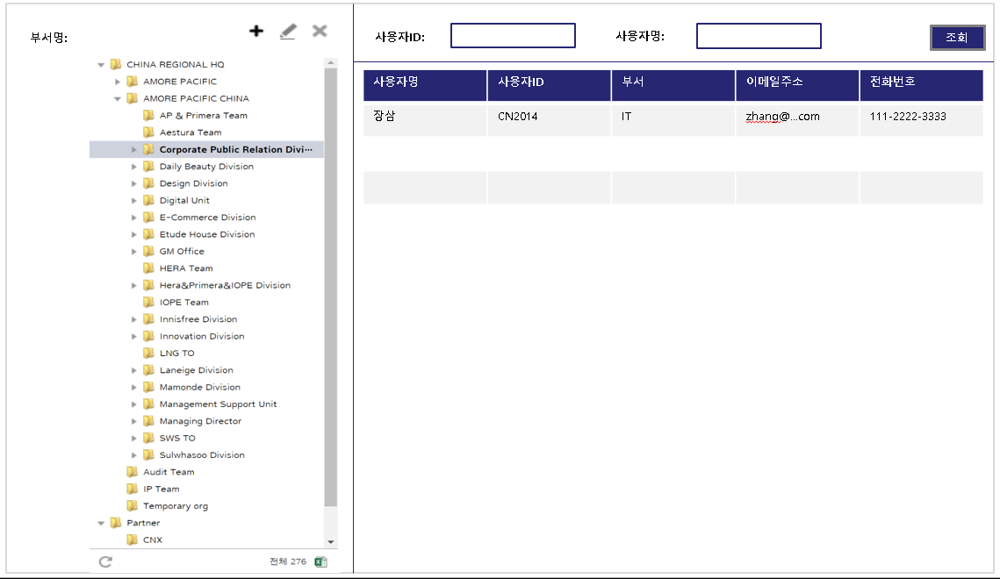 부서명:
사용자ID:
사용자명:
조회
CHINA REGIONAL HQ
AMORE PACIFIC
AMORE PACIFIC CHINA
AP & Primera Team
Aestura Team
Corporate Public Relation Divi···
Daily Beauty Division
Design Division
Digital Unit
E-Commerce Division
Etude House Division
GM Office
HERA Team
Hera&Primera&IOPE Division
IOPE Team
Innisfree Division
Innovation Division
LNG TO
Laneige Division
Mamonde Division
Management Support Unit
Managing Director
SWS TO
Sulwhasoo Division
Audit Team
IP Team
Temporary org
Partner
CNX
전체 276
사용자명 사용자ID 부서 이메일주소 전화번호
장삼 CN2014 IT zhang@...com 111-2222-3333